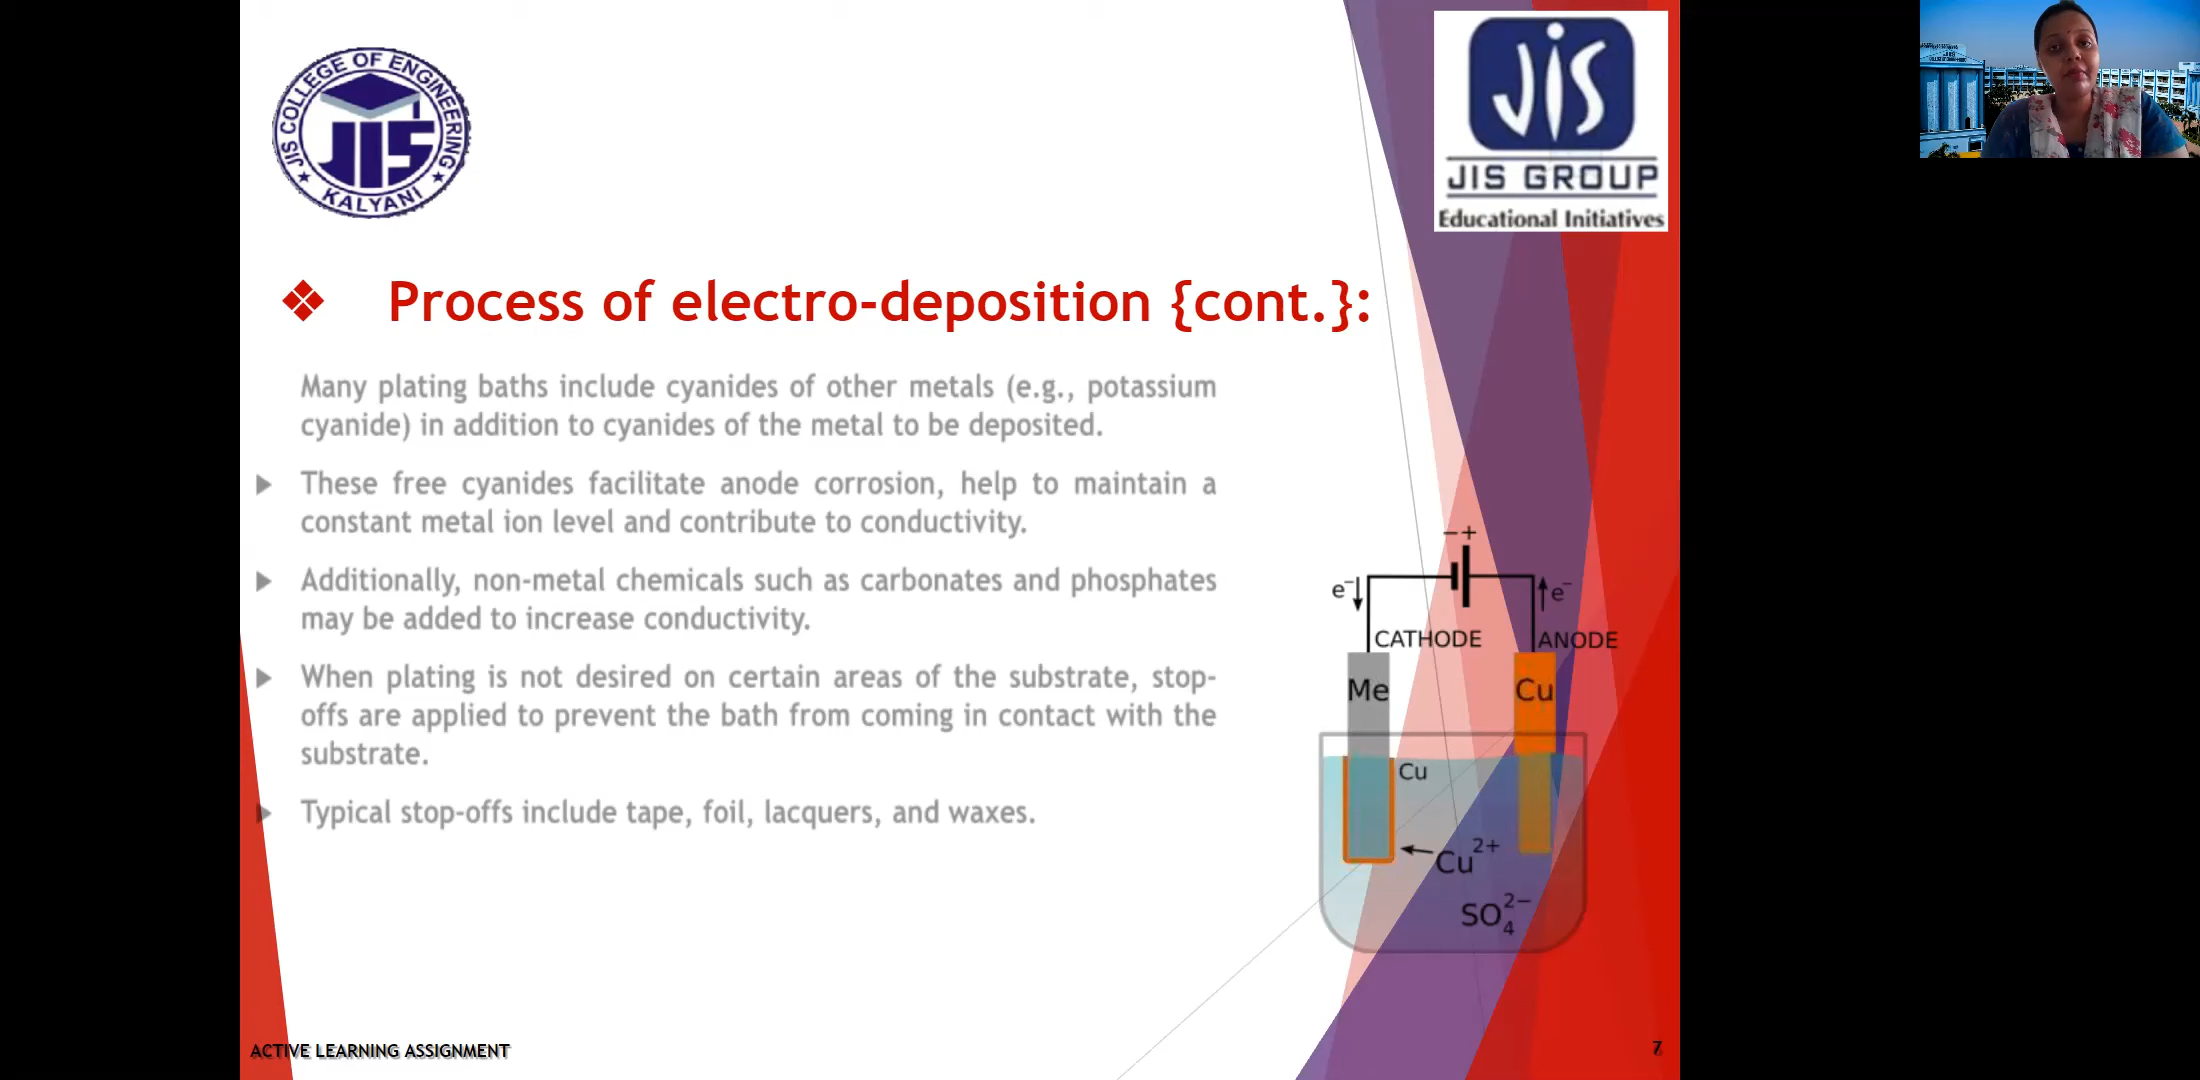 JIS COLLEGE OF ENGINEERING
JIS
KALYANI
JIS
JIS GROUP
Educational Initiatives
❖ Process of electro-deposition {cont.}:
Many plating baths include cyanides of other metals (e.g., potassium
cyanide) in addition to cyanides of the metal to be deposited.
These free cyanides facilitate anode corrosion, help to maintain a
constant metal ion level and contribute to conductivity.
Additionally, non-metal chemicals such as carbonates and phosphates
may be added to increase conductivity.
When plating is not desired on certain areas of the substrate, stop-
offs are applied to prevent the bath from coming in contact with the
substrate.
Typical stop-offs include tape, foil, lacquers, and waxes.
− +
e⁻ e⁻
CATHODE ANODE
Me Cu
Cu
Cu²⁺
SO₄²⁻
ACTIVE LEARNING ASSIGNMENT
7